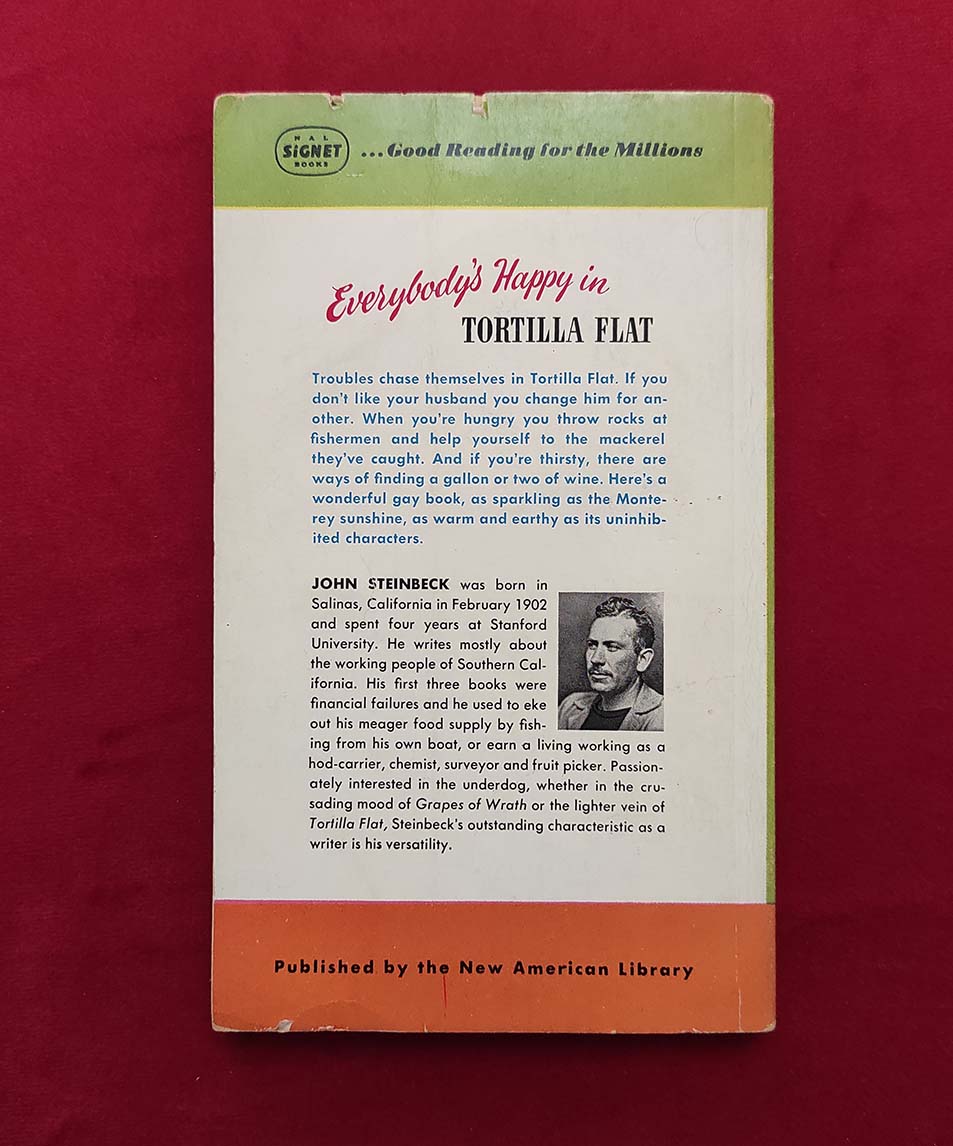 NAL
SIGNET
BOOKS
...Good Reading for the Millions
Everybody's Happy in
TORTILLA FLAT
Troubles chase themselves in Tortilla Flat. If you
don't like your husband you change him for an-
other. When you're hungry you throw rocks at
fishermen and help yourself to the mackerel
they've caught. And if you're thirsty, there are
ways of finding a gallon or two of wine. Here's a
wonderful gay book, as sparkling as the Monte-
rey sunshine, as warm and earthy as its uninhib-
ited characters.
JOHN STEINBECK was born in
Salinas, California in February 1902
and spent four years at Stanford
University. He writes mostly about
the working people of Southern Cal-
ifornia. His first three books were
financial failures and he used to eke
out his meager food supply by fish-
ing from his own boat, or earn a living working as a
hod-carrier, chemist, surveyor and fruit picker. Passion-
ately interested in the underdog, whether in the cru-
sading mood of Grapes of Wrath or the lighter vein of
Tortilla Flat, Steinbeck's outstanding characteristic as a
writer is his versatility.
Published by the New American Library